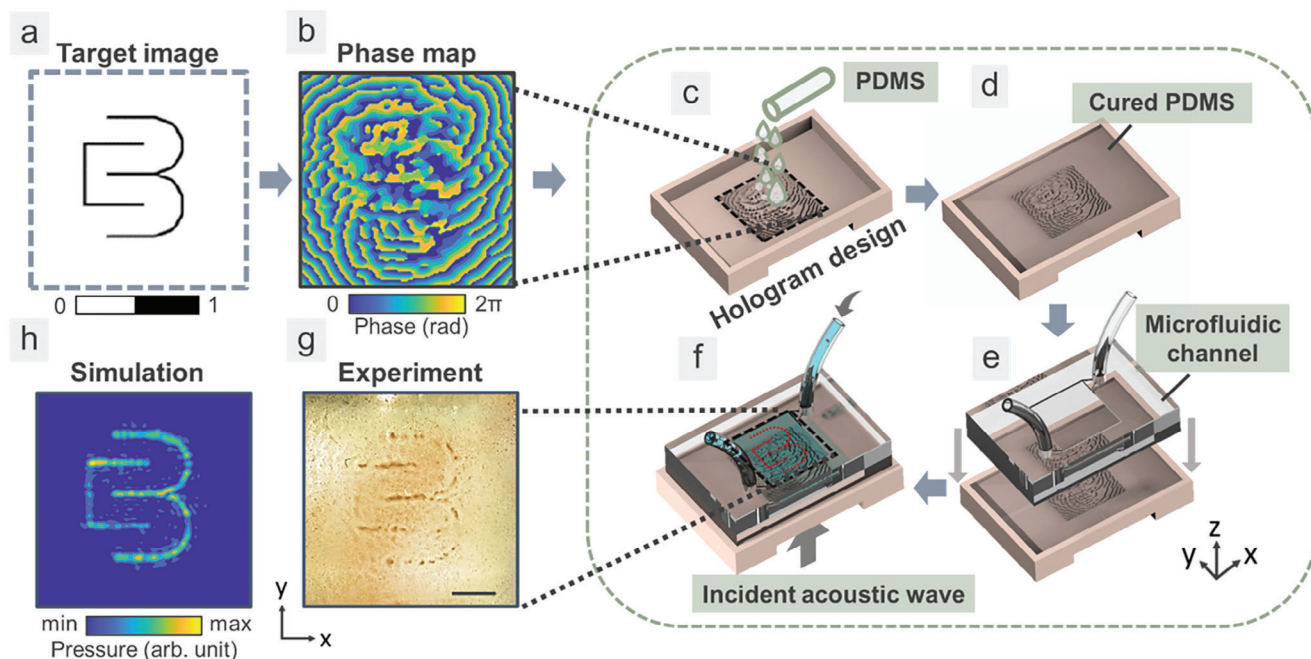 a
Target image
0
1
b
Phase map
0
2π
Phase (rad)
c
PDMS
Hologram design
d
Cured PDMS
e
Microfluidic
channel
z
y
x
f
Incident acoustic wave
g
Experiment
y
x
h
Simulation
min
max
Pressure (arb. unit)